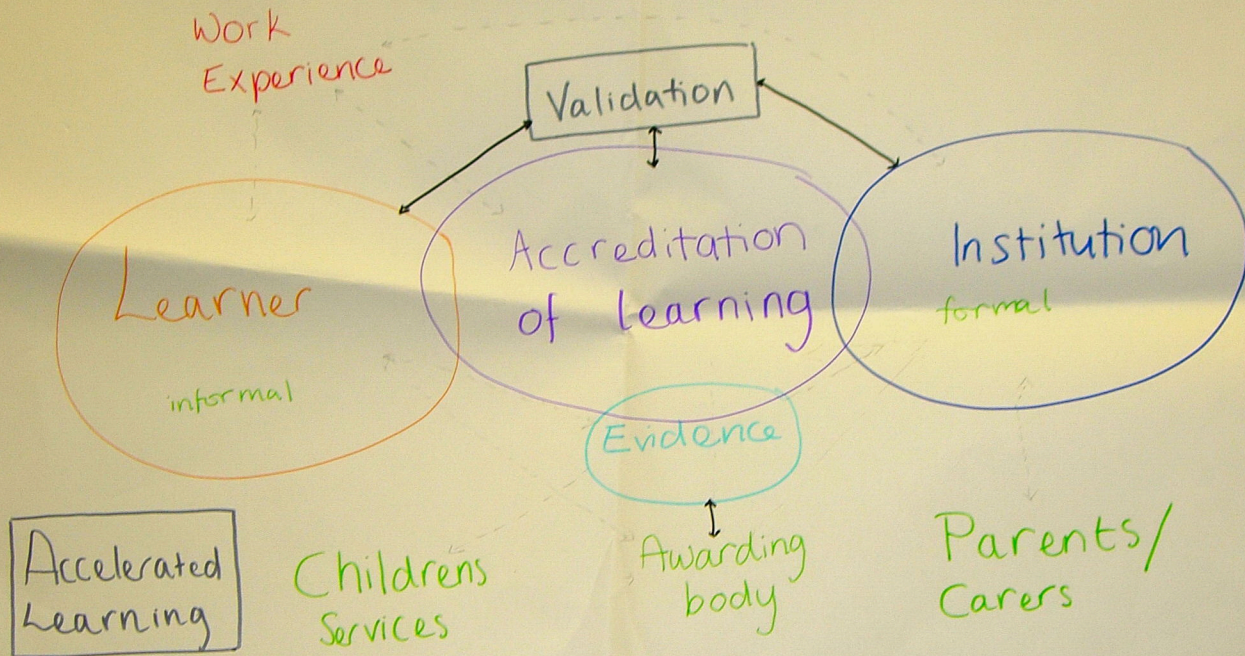 Work
Experience
Validation
Accreditation
of learning
Learner
informal
Institution
formal
Evidence
Accelerated
Learning
Childrens
Services
Awarding
body
Parents/
Carers